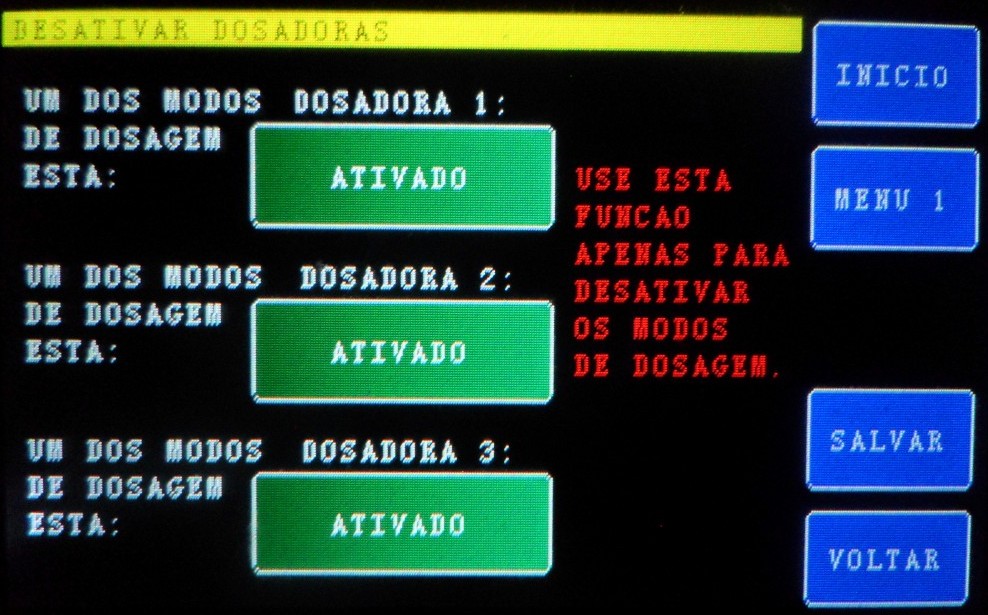 DESATIVAR DOSADORAS
INICIO
UM DOS MODOS DOSADORA 1:
DE DOSAGEM
ESTA:
ATIVADO
USE ESTA
FUNCAO
APENAS PARA
DESATIVAR
OS MODOS
DE DOSAGEM.
MENU 1
UM DOS MODOS DOSADORA 2:
DE DOSAGEM
ESTA:
ATIVADO
UM DOS MODOS DOSADORA 3:
DE DOSAGEM
ESTA:
ATIVADO
SALVAR
VOLTAR